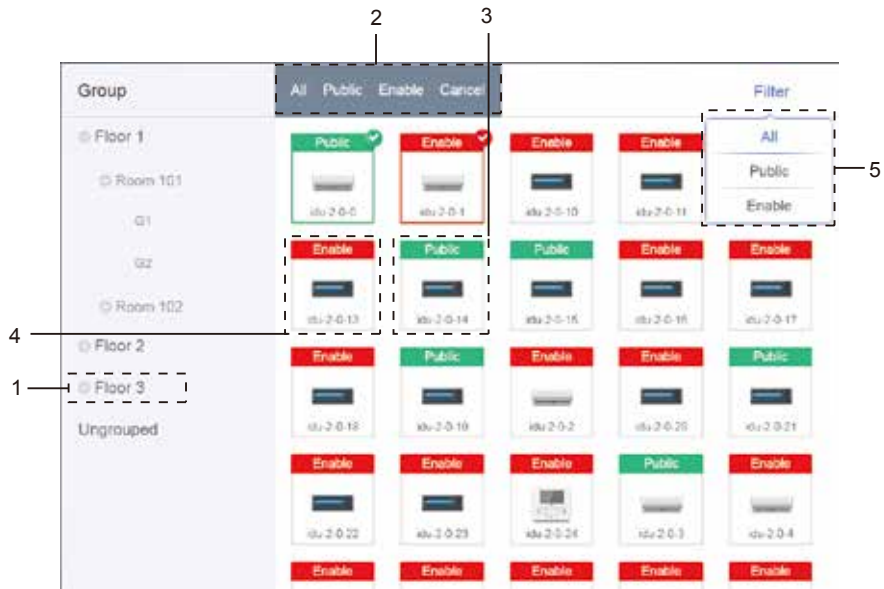 2
3
Group
All Public Enable Cancel
Filter
Floor 1
Room 101
G1
G2
Room 102
Floor 2
Floor 3
Ungrouped
All
Public
Enable
5
4
1
Public
Enable
Enable
Enable
idu-2-0-0
idu-2-0-1
idu-2-0-10
idu-2-0-11
Enable
Public
Public
Enable
Enable
idu-2-0-13
idu-2-0-14
idu-2-0-15
idu-2-0-16
idu-2-0-17
Enable
Public
Enable
Enable
Public
idu-2-0-18
idu-2-0-19
idu-2-0-2
idu-2-0-20
idu-2-0-21
Enable
Enable
Enable
Public
Enable
idu-2-0-22
idu-2-0-23
idu-2-0-24
idu-2-0-3
idu-2-0-4
Enable
Enable
Enable
Enable
Enable